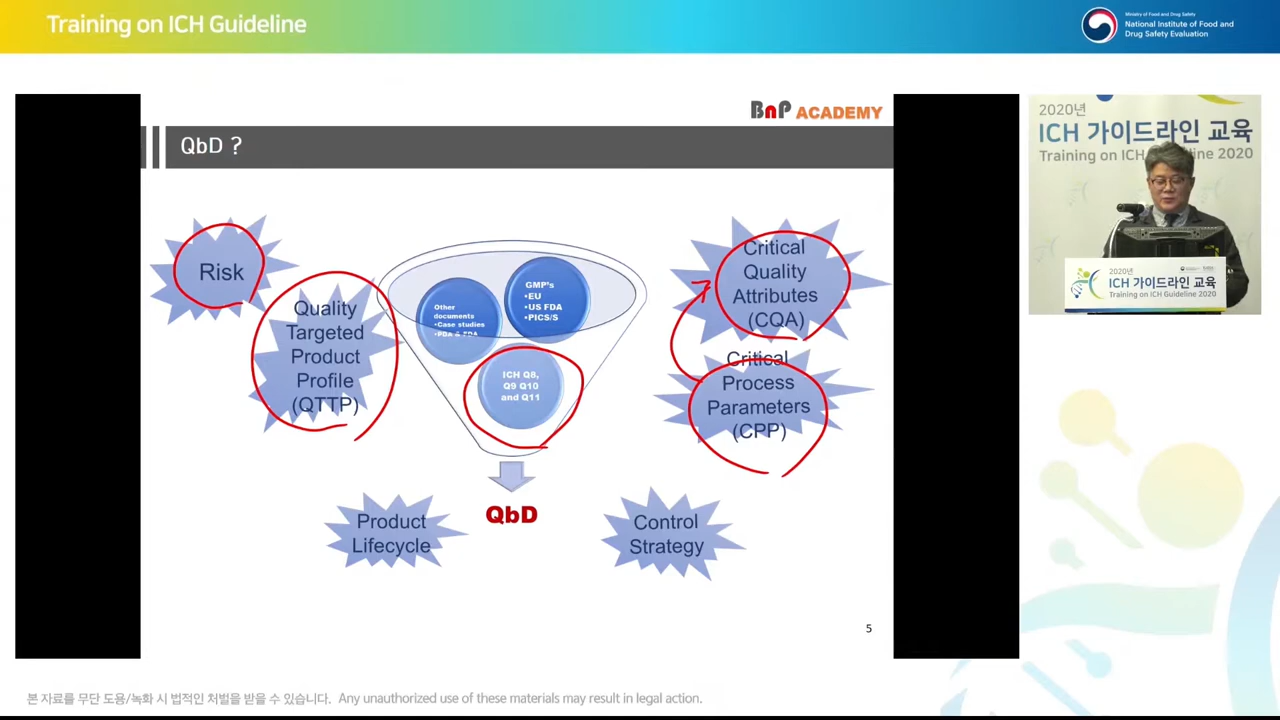 Training on ICH Guideline
Ministry of Food and Drug Safety
National Institute of Food and
Drug Safety Evaluation
BnP ACADEMY
QbD ?
Risk
Quality
Targeted
Product
Profile
(QTTP)
Other
documents
•Case studies
•PDA & FDA
GMP's
•EU
•US FDA
•PICS/S
ICH Q8,
Q9 Q10
and Q11
Critical
Quality
Attributes
(CQA)
Critical
Process
Parameters
(CPP)
Product
Lifecycle
QbD
Control
Strategy
5
2020년
ICH 가이드라인 교육
Training on ICH ne 2020
2020년
ICH 가이드라인 교육
Training on ICH Guideline 2020
본 자료를 무단 도용/녹화 시 법적인 처벌을 받을 수 있습니다. Any unauthorized use of these materials may result in legal action.